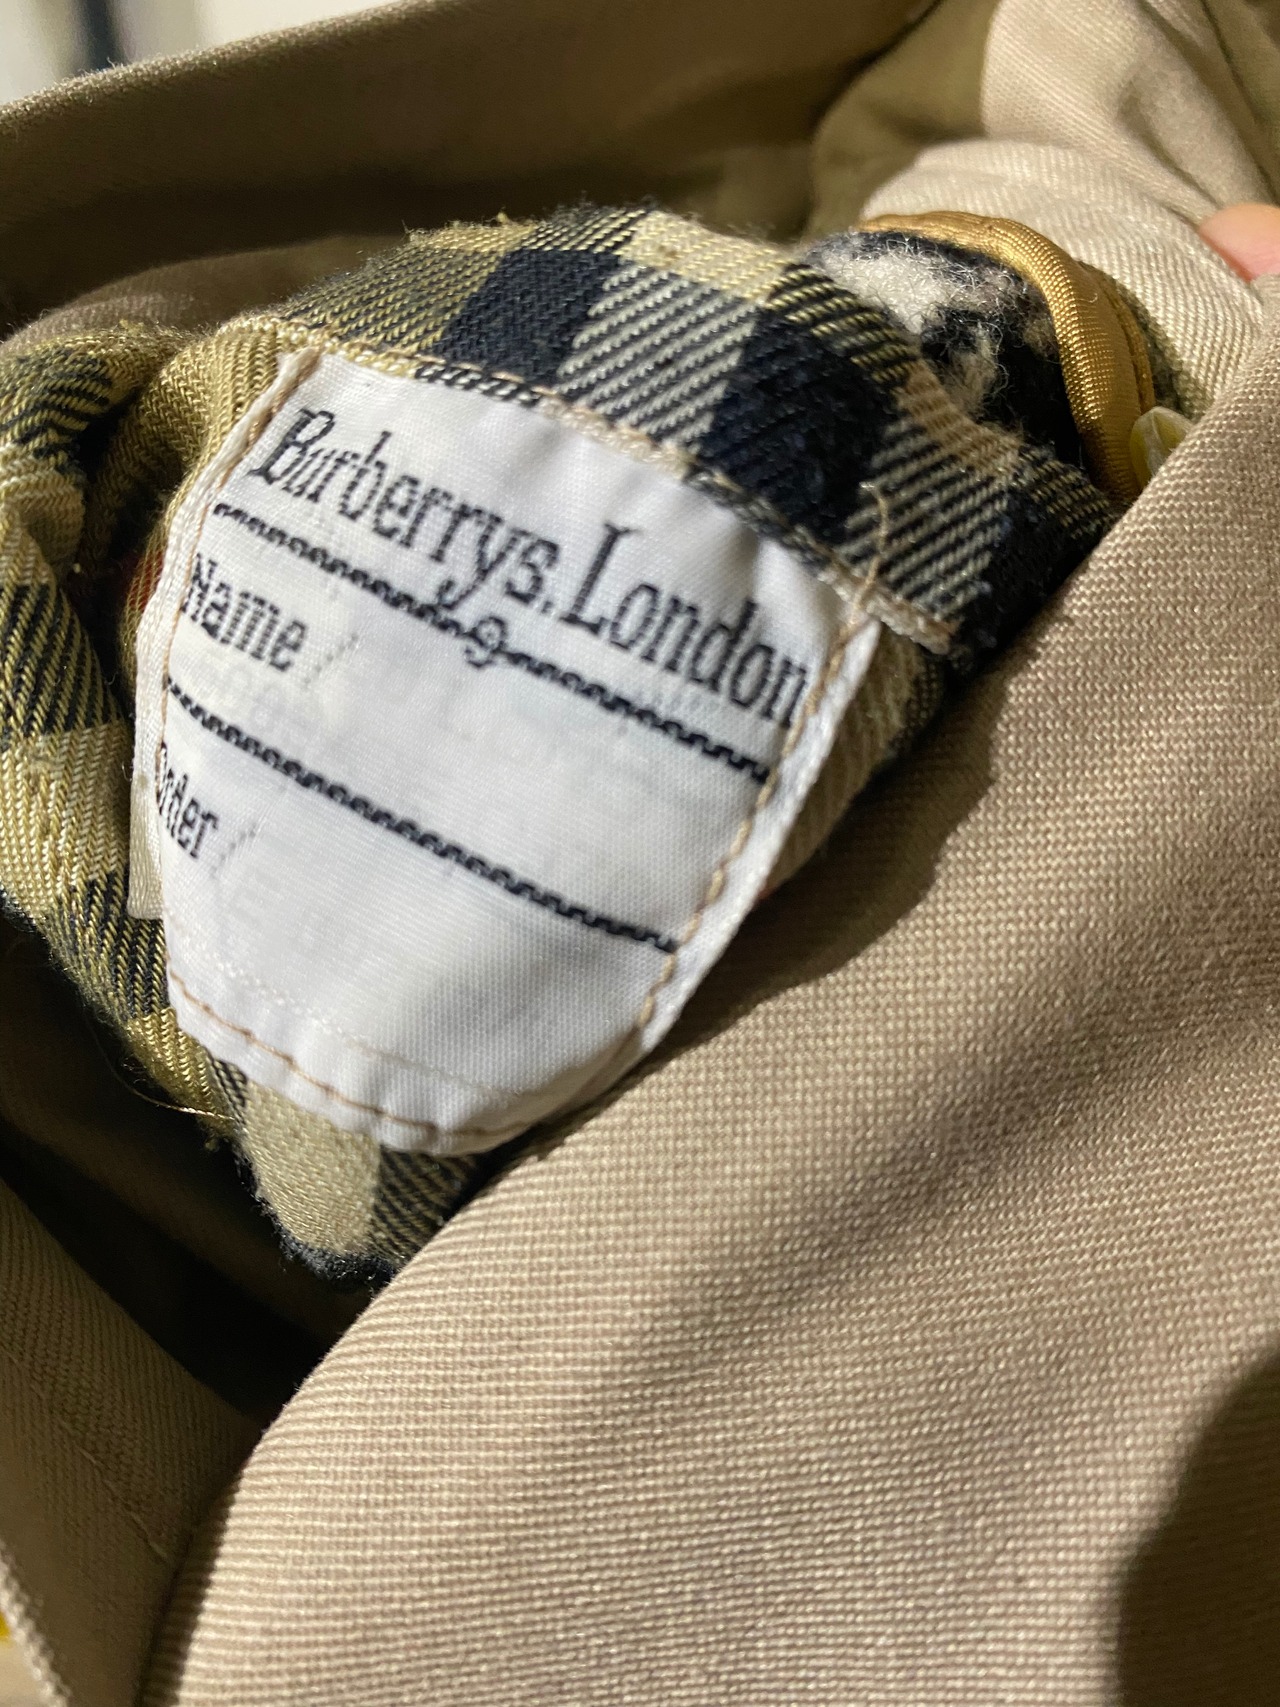 Burberrys, London
Name /
Order /